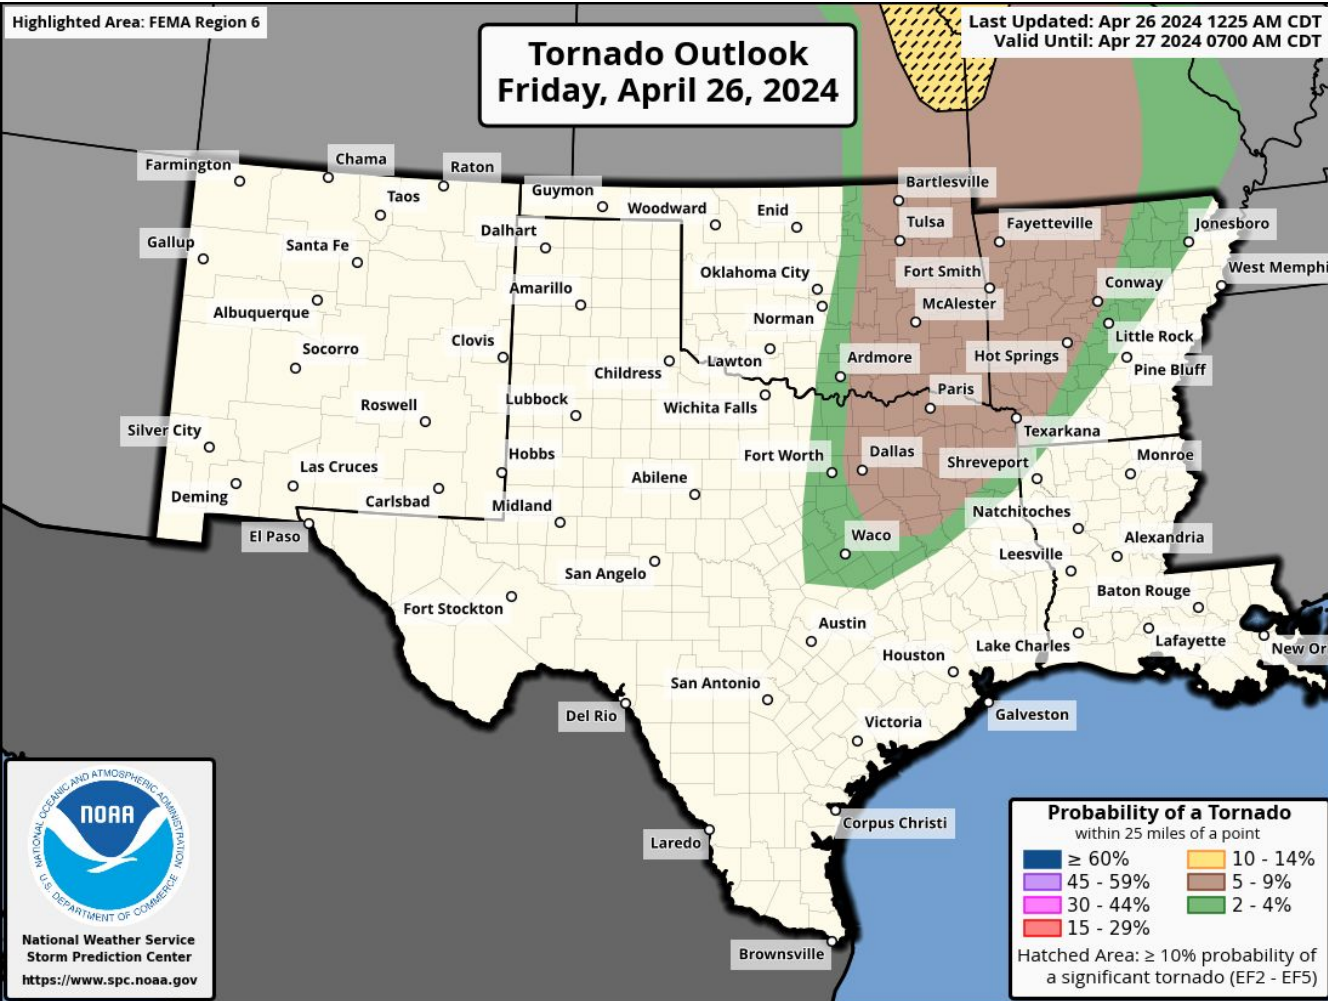 Highlighted Area: FEMA Region 6
Last Updated: Apr 26 2024 1225 AM CDT
Valid Until: Apr 27 2024 0700 AM CDT
Tornado Outlook
Friday, April 26, 2024
Farmington
Chama
Raton
Taos
Guymon
Woodward
Enid
Bartlesville
Tulsa
Fayetteville
Jonesboro
Gallup
Santa Fe
Dalhart
Oklahoma City
Fort Smith
West Memphi
Amarillo
McAlester
Conway
Albuquerque
Norman
Socorro
Clovis
Lawton
Ardmore
Hot Springs
Little Rock
Childress
Pine Bluff
Roswell
Lubbock
Wichita Falls
Paris
Silver City
Texarkana
Las Cruces
Hobbs
Fort Worth
Dallas
Shreveport
Monroe
Deming
Carlsbad
Midland
Abilene
Natchitoches
El Paso
Waco
Alexandria
Leesville
San Angelo
Baton Rouge
Fort Stockton
Austin
Lake Charles
Lafayette
New Or
Houston
San Antonio
Del Rio
Galveston
Victoria
Corpus Christi
Laredo
Brownsville
NATIONAL OCEANIC AND ATMOSPHERIC ADMINISTRATION
NOAA
U.S. DEPARTMENT OF COMMERCE
National Weather Service
Storm Prediction Center
https://www.spc.noaa.gov
Probability of a Tornado
within 25 miles of a point
≥ 60%
10 - 14%
45 - 59%
5 - 9%
30 - 44%
2 - 4%
15 - 29%
Hatched Area: ≥ 10% probability of
a significant tornado (EF2 - EF5)